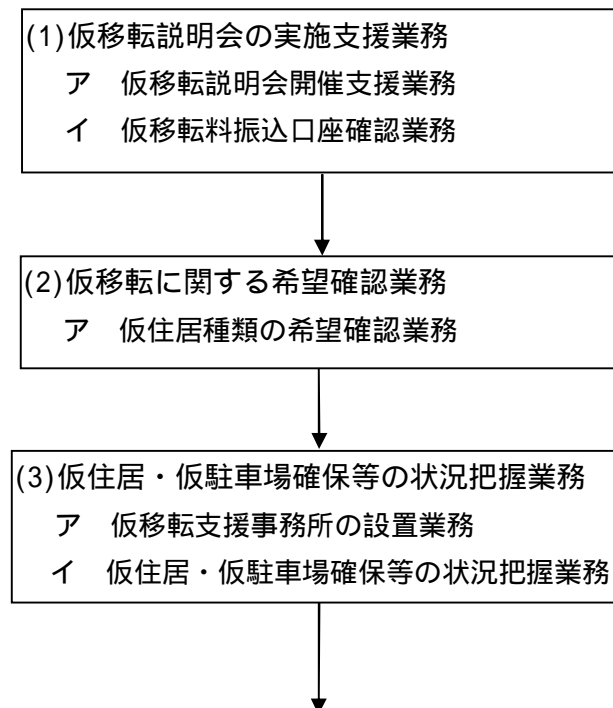 (1)仮移転説明会の実施支援業務
ア　仮移転説明会開催支援業務
イ　仮移転料振込口座確認業務
(2)仮移転に関する希望確認業務
ア　仮住居種類の希望確認業務
(3)仮住居・仮駐車場確保等の状況把握業務
ア　仮移転支援事務所の設置業務
イ　仮住居・仮駐車場確保等の状況把握業務